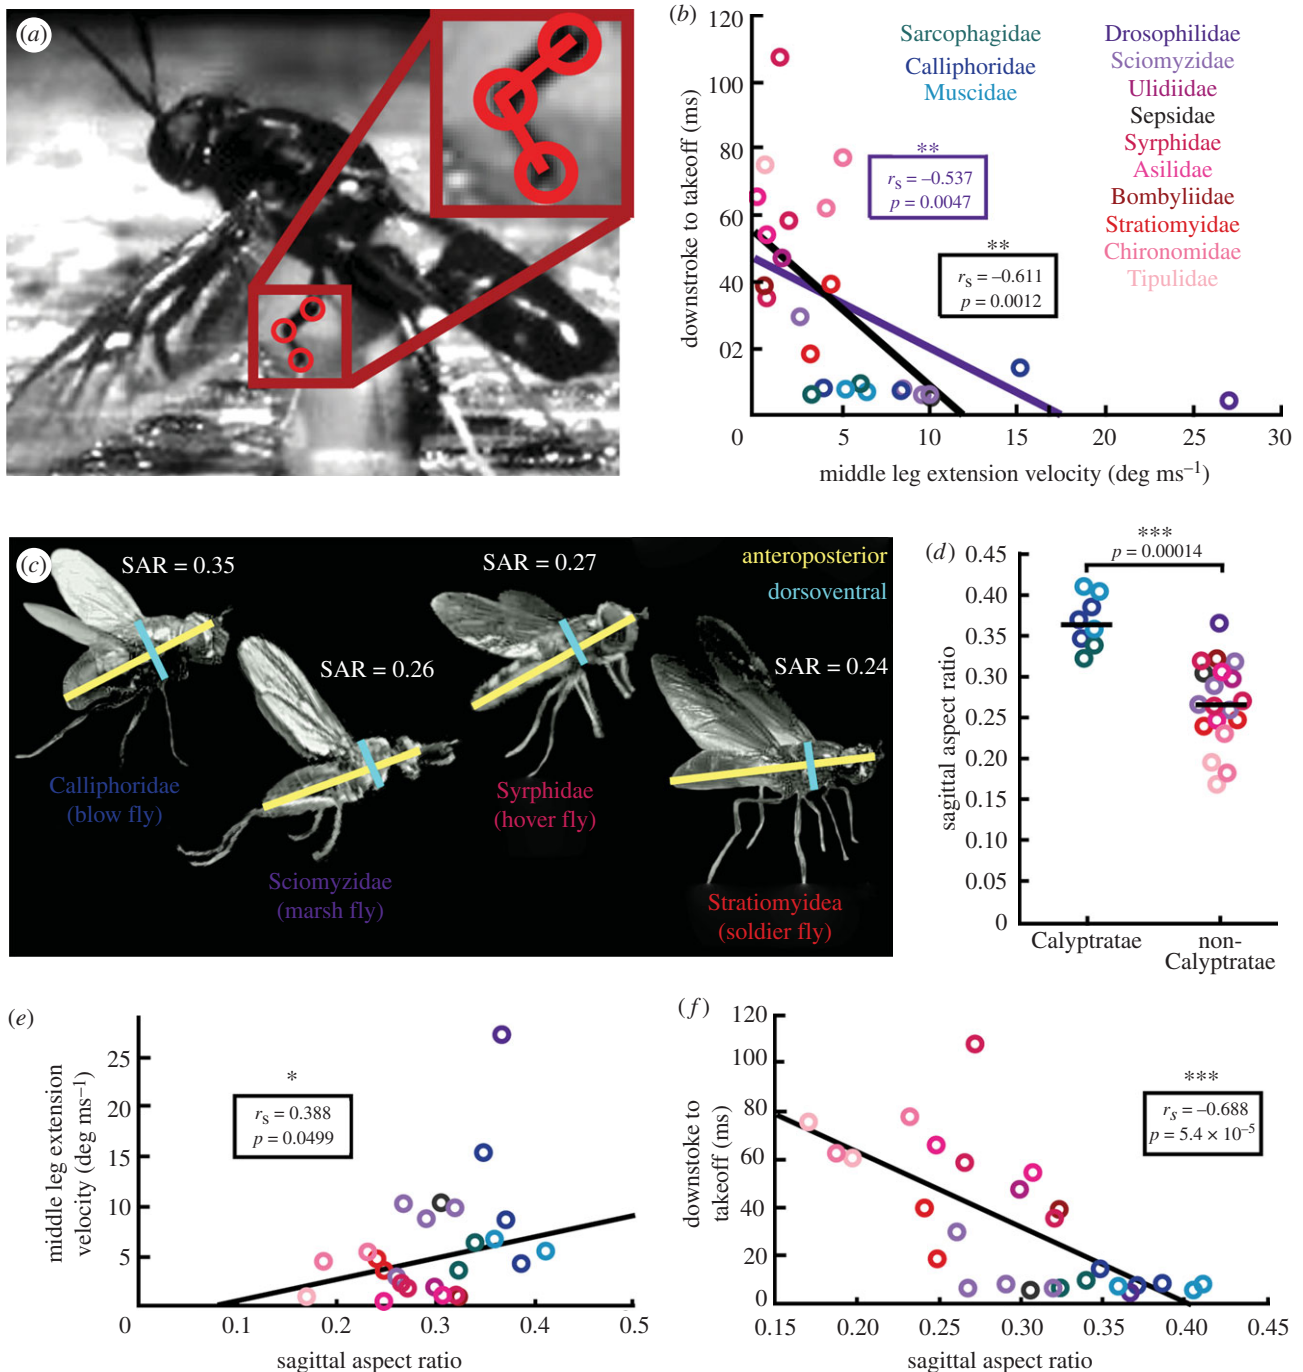 (a)
(b)
120
100
80
60
40
02
0
5
10
15
20
25
30
downstroke to takeoff (ms)
middle leg extension velocity (deg ms⁻¹)
Sarcophagidae
Calliphoridae
Muscidae
Drosophilidae
Sciomyzidae
Ulidiidae
Sepsidae
Syrphidae
Asilidae
Bombyliidae
Stratiomyidae
Chironomidae
Tipulidae
**
rs = –0.537
p = 0.0047
**
rs = –0.611
p = 0.0012
(c)
SAR = 0.35
SAR = 0.27
anteroposterior
dorsoventral
SAR = 0.26
SAR = 0.24
Calliphoridae
(blow fly)
Syrphidae
(hover fly)
Sciomyzidae
(marsh fly)
Stratiomyidea
(soldier fly)
(d)
***
p = 0.00014
0.45
0.40
0.35
0.30
0.25
0.20
0.15
0.10
0.05
0
sagittal aspect ratio
Calyptratae
non-
Calyptratae
(e)
middle leg extension
velocity (deg ms⁻¹)
25
20
15
10
5
0
0.1
0.2
0.3
0.4
0.5
*
rs = 0.388
p = 0.0499
sagittal aspect ratio
(f)
downstoke to
takeoff (ms)
120
100
80
60
40
20
0
0.15
0.20
0.25
0.30
0.35
0.40
0.45
***
rs = –0.688
p = 5.4 × 10⁻⁵
sagittal aspect ratio